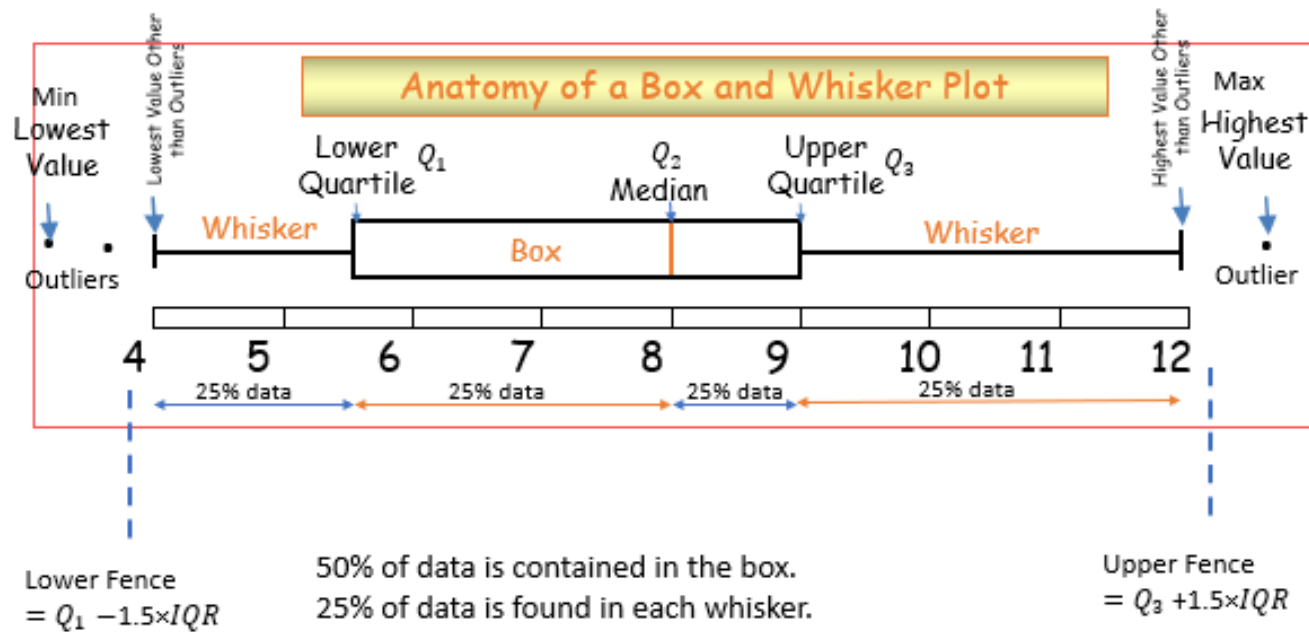 Anatomy of a Box and Whisker Plot
Min
Lowest
Value
Lowest Value Other
than Outliers
Lower
Quartile Q₁
Q₂
Median
Upper
Quartile Q₃
Highest Value Other
than Outliers
Max
Highest
Value
Whisker
Box
Whisker
Outliers
Outlier
4 5 6 7 8 9 10 11 12
25% data 25% data 25% data 25% data
Lower Fence
= Q₁ −1.5×IQR
50% of data is contained in the box.
25% of data is found in each whisker.
Upper Fence
= Q₃ +1.5×IQR